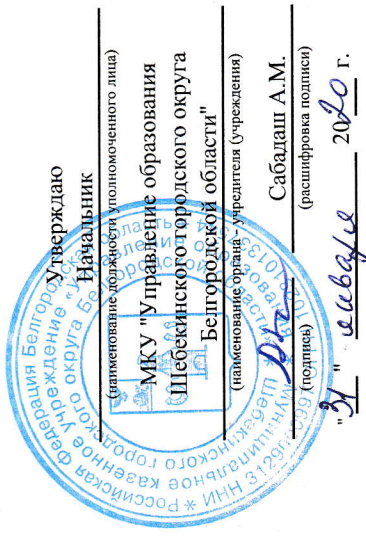 Утверждаю
Начальник
(наименование должности уполномоченного лица)
МКУ "Управление образования
Шебекинского городского округа
Белгородской области"
(наименование органа - учредителя (учреждения)
Сабадаш А.М.
(подпись) (расшифровка подписи)
"31" января 2020 г.